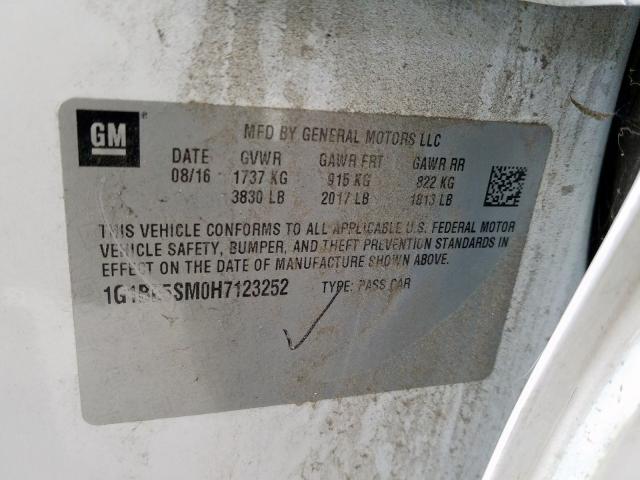 GM
MFD BY GENERAL MOTORS LLC
DATE GVWR GAWR FRT GAWR RR
08/16 1737 KG 915 KG 822 KG
3830 LB 2017 LB 1813 LB
THIS VEHICLE CONFORMS TO ALL APPLICABLE U.S. FEDERAL MOTOR
VEHICLE SAFETY, BUMPER, AND THEFT PREVENTION STANDARDS IN
EFFECT ON THE DATE OF MANUFACTURE SHOWN ABOVE.
1G1BE5SM0H7123252 TYPE: PASS CAR